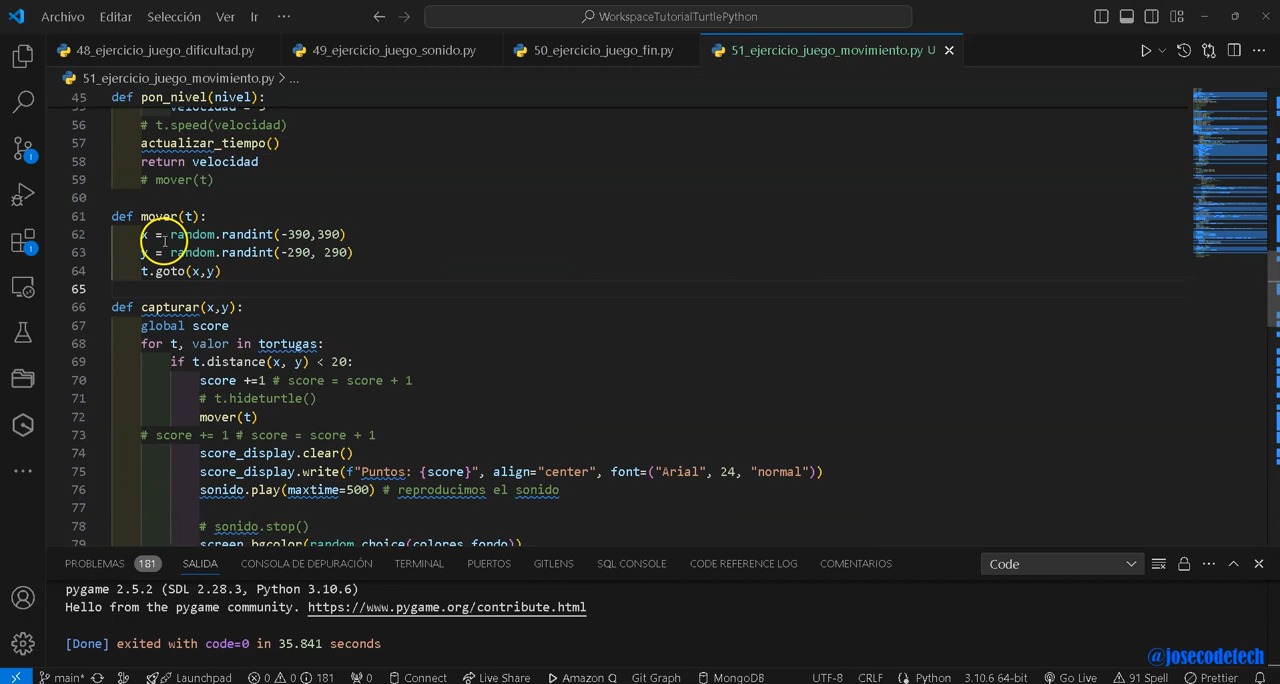 Archivo Editar Selección Ver Ir ··· WorkspaceTutorialTurtlePython
48_ejercicio_juego_dificultad.py 49_ejercicio_juego_sonido.py 50_ejercicio_juego_fin.py 51_ejercicio_juego_movimiento.py U
51_ejercicio_juego_movimiento.py > ...
45 def pon_nivel(nivel):
56 # t.speed(velocidad)
57 actualizar_tiempo()
58 return velocidad
59 # mover(t)
60
61 def mover(t):
62 x = random.randint(-390,390)
63 y = random.randint(-290, 290)
64 t.goto(x,y)
65
66 def capturar(x,y):
67 global score
68 for t, valor in tortugas:
69 if t.distance(x, y) < 20:
70 score +=1 # score = score + 1
71 # t.hideturtle()
72 mover(t)
73 # score += 1 # score = score + 1
74 score_display.clear()
75 score_display.write(f"Puntos: {score}", align="center", font=("Arial", 24, "normal"))
76 sonido.play(maxtime=500) # reproducimos el sonido
77
78 # sonido.stop()
screen.bgcolor(random.choice(colores_fondo))
PROBLEMAS 181 SALIDA CONSOLA DE DEPURACIÓN TERMINAL PUERTOS GITLENS SQL CONSOLE CODE REFERENCE LOG COMENTARIOS Code
pygame 2.5.2 (SDL 2.28.3, Python 3.10.6)
Hello from the pygame community. https://www.pygame.org/contribute.html
[Done] exited with code=0 in 35.841 seconds
@josecodetech
main* Launchpad 0 0 181 0 Connect Live Share Amazon Q Git Graph MongoDB UTF-8 CRLF Python 3.10.6 64-bit Go Live 91 Spell Prettier